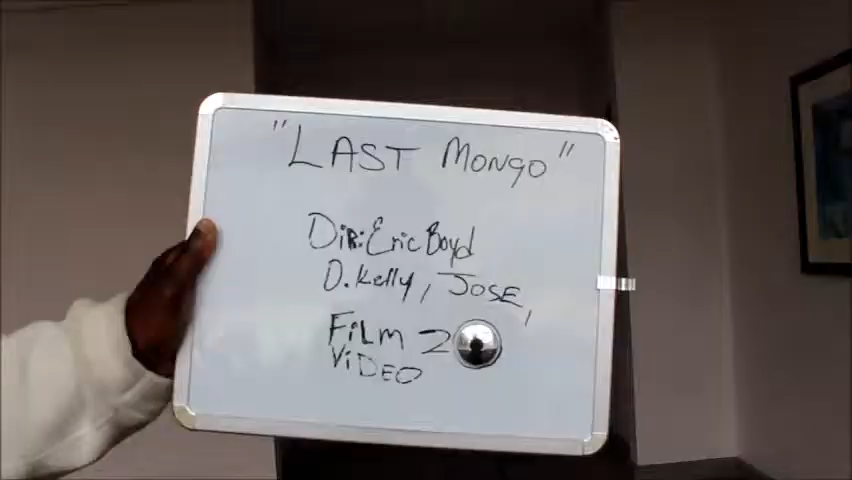 "LAST MONGO"
DiR: Eric Boyd
D. Kelly, JOSE,
FiLM 2
ViDEO